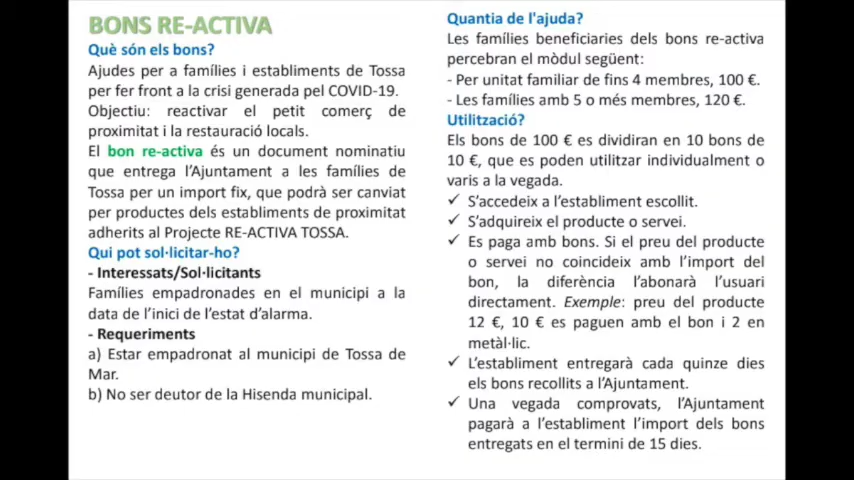 BONS RE-ACTIVA
Què són els bons?
Ajudes per a famílies i establiments de Tossa
per fer front a la crisi generada pel COVID-19.
Objectiu: reactivar el petit comerç de
proximitat i la restauració locals.
El bon re-activa és un document nominatiu
que entrega l'Ajuntament a les famílies de
Tossa per un import fix, que podrà ser canviat
per productes dels establiments de proximitat
adherits al Projecte RE-ACTIVA TOSSA.
Qui pot sol·licitar-ho?
- Interessats/Sol·licitants
Famílies empadronades en el municipi a la
data de l'inici de l'estat d'alarma.
- Requeriments
a) Estar empadronat al municipi de Tossa de
Mar.
b) No ser deutor de la Hisenda municipal.
Quantia de l'ajuda?
Les famílies beneficiaries dels bons re-activa
percebran el mòdul següent:
- Per unitat familiar de fins 4 membres, 100 €.
- Les famílies amb 5 o més membres, 120 €.
Utilització?
Els bons de 100 € es dividiran en 10 bons de
10 €, que es poden utilitzar individualment o
varis a la vegada.
✓ S'accedeix a l'establiment escollit.
✓ S'adquireix el producte o servei.
✓ Es paga amb bons. Si el preu del producte
o servei no coincideix amb l'import del
bon, la diferència l'abonarà l'usuari
directament. Exemple: preu del producte
12 €, 10 € es paguen amb el bon i 2 en
metàl·lic.
✓ L'establiment entregarà cada quinze dies
els bons recollits a l'Ajuntament.
✓ Una vegada comprovats, l'Ajuntament
pagarà a l'establiment l'import dels bons
entregats en el termini de 15 dies.